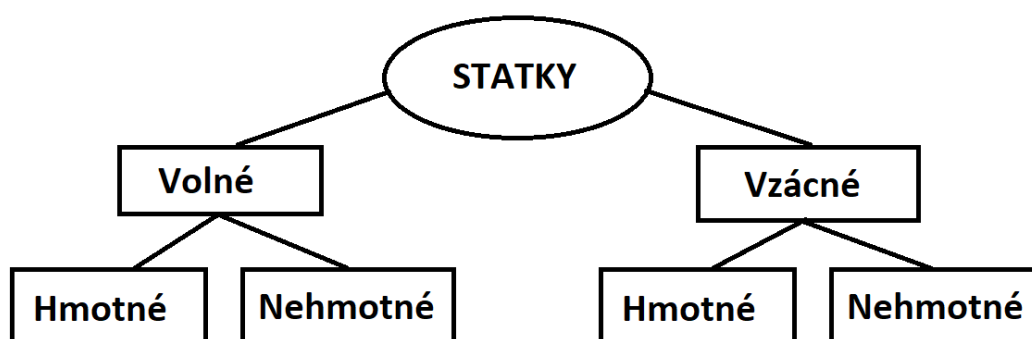 STATKY
Volné
Vzácné
Hmotné
Nehmotné
Hmotné
Nehmotné